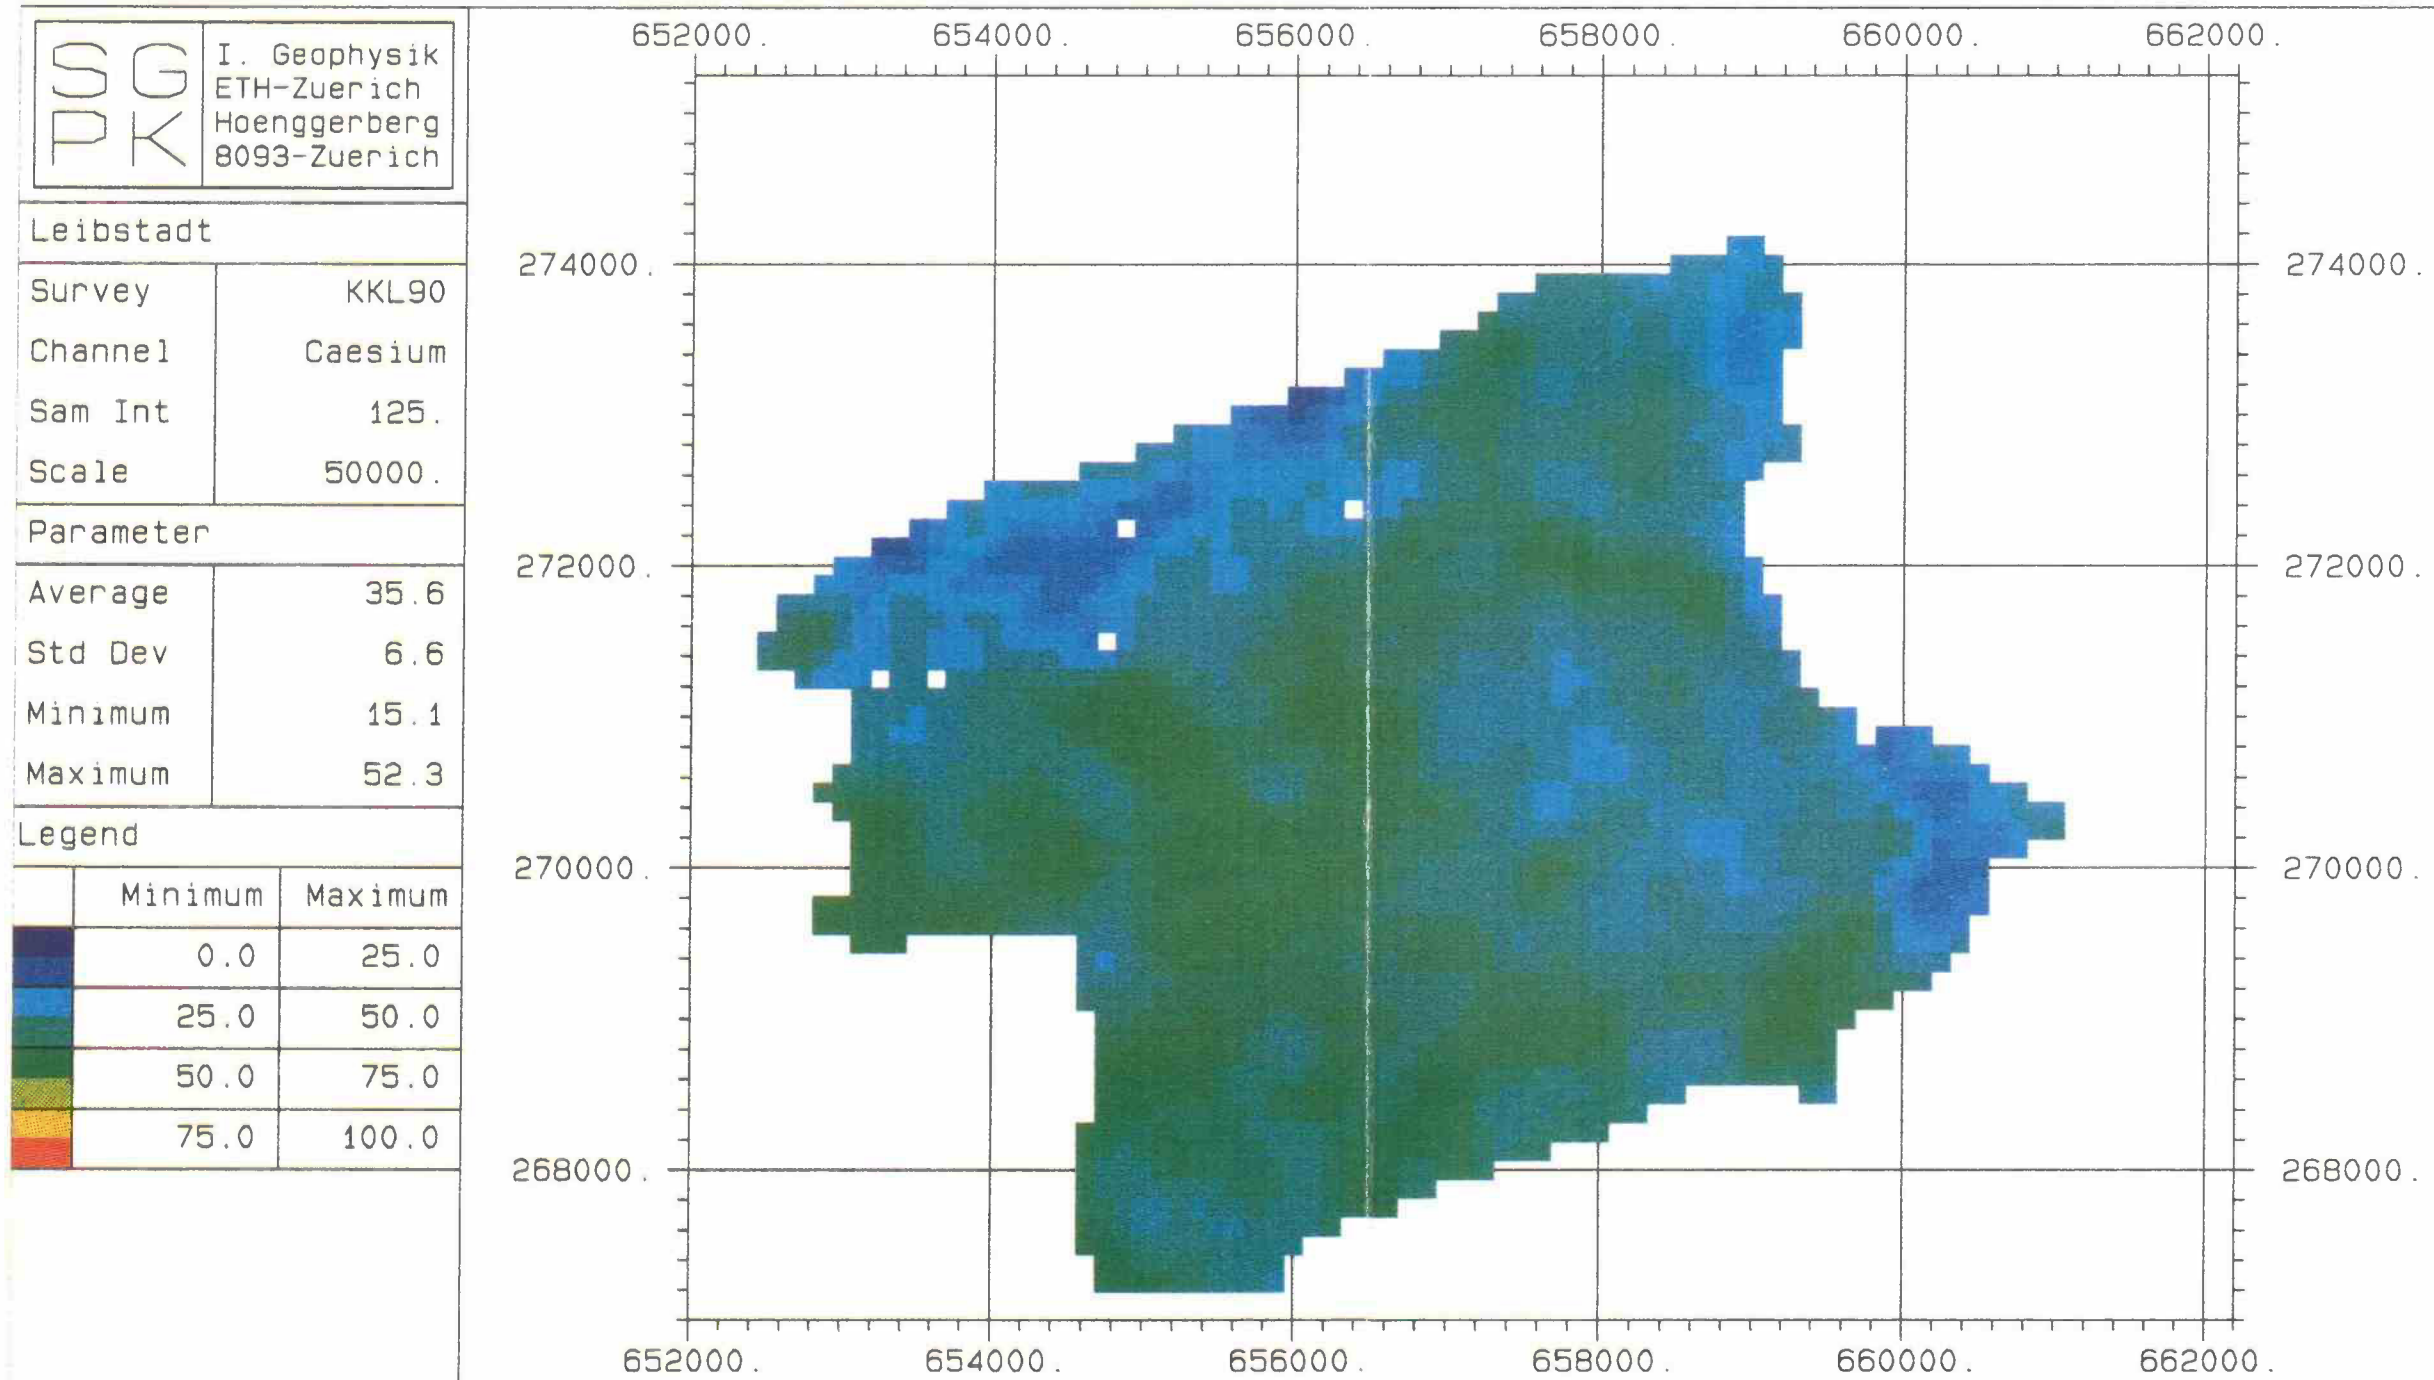 S G
P K
I. Geophysik
ETH-Zuerich
Hoenggerberg
8093-Zuerich
Leibstadt
Survey KKL90
Channel Caesium
Sam Int 125.
Scale 50000.
Parameter
Average 35.6
Std Dev 6.6
Minimum 15.1
Maximum 52.3
Legend
Minimum Maximum
0.0 25.0
25.0 50.0
50.0 75.0
75.0 100.0
652000. 654000. 656000. 658000. 660000. 662000.
274000. 274000.
272000. 272000.
270000. 270000.
268000. 268000.
652000. 654000. 656000. 658000. 660000. 662000.